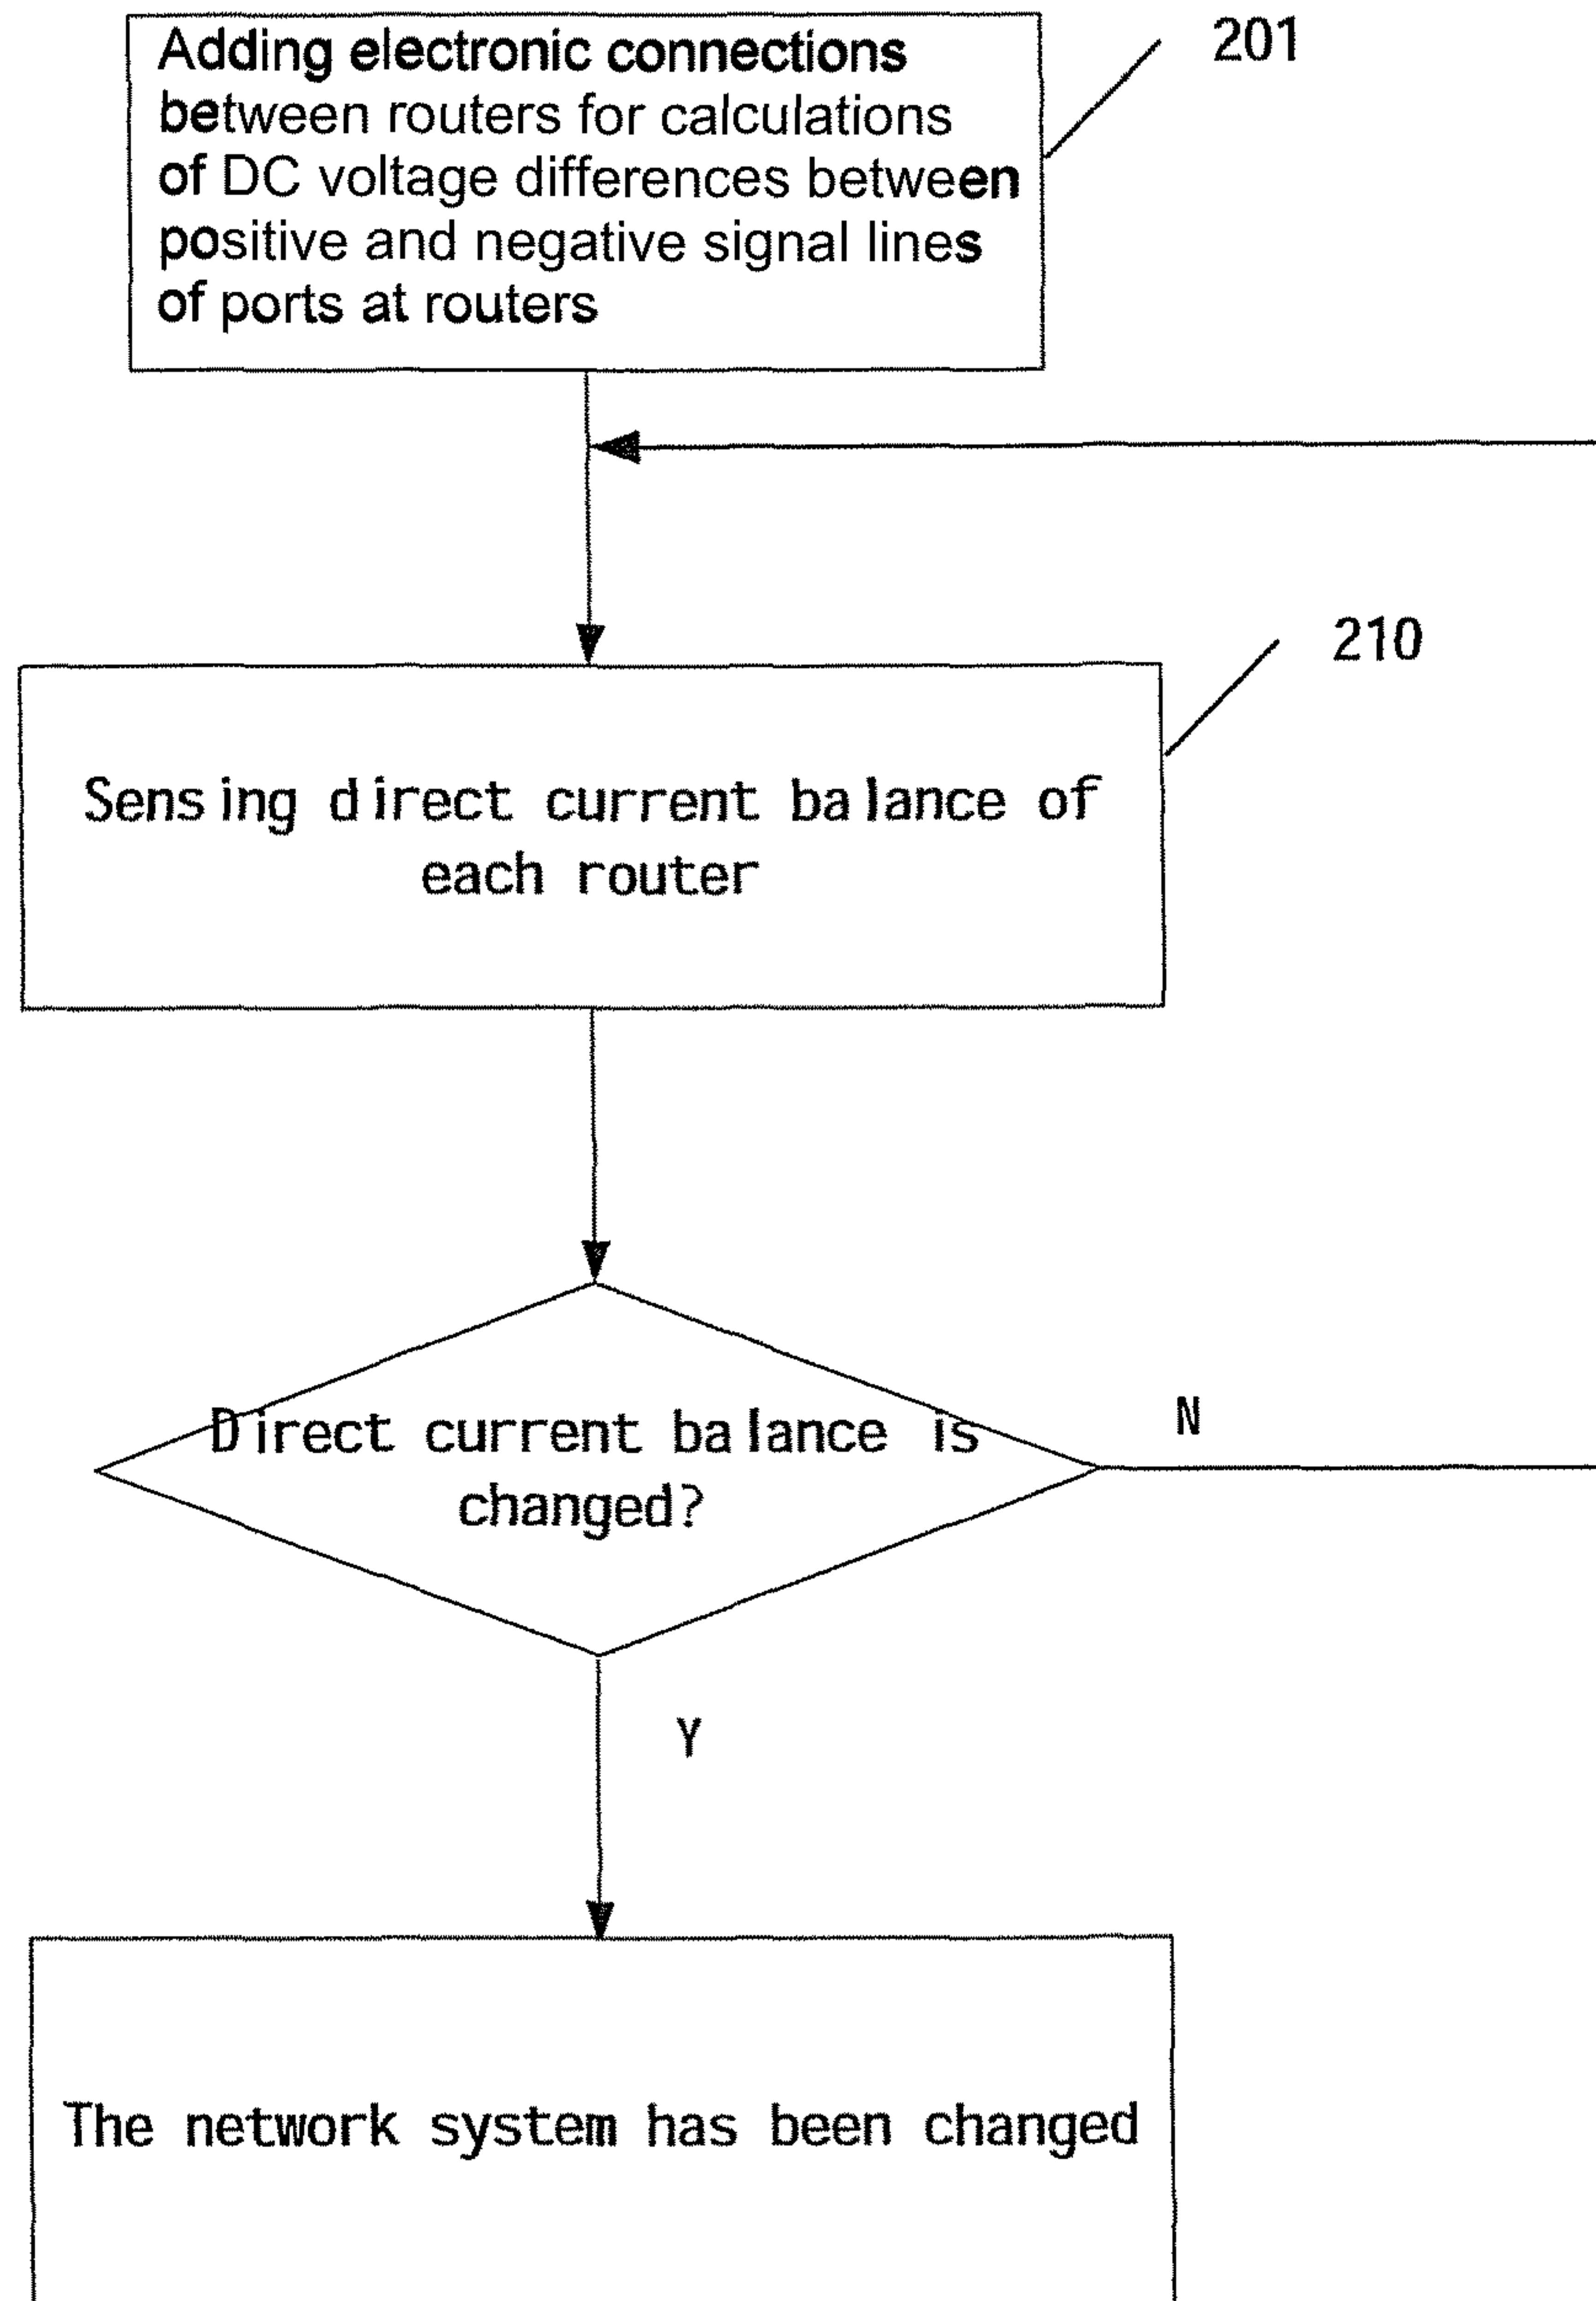 Adding electronic connections
between routers for calculations
of DC voltage differences between
positive and negative signal lines
of ports at routers
201
210
Sensing direct current balance of
each router
Direct current balance is
changed?
N
Y
The network system has been changed